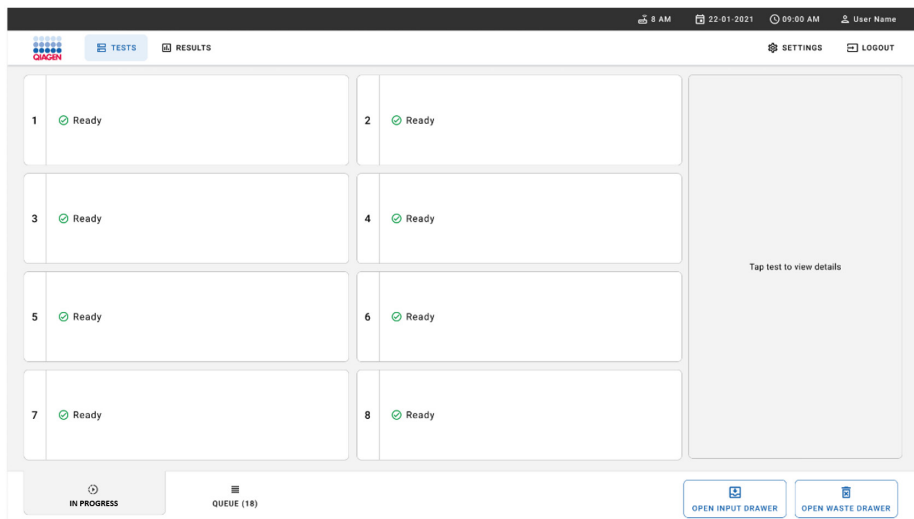 8 AM 22-01-2021 09:00 AM User Name
QIAGEN TESTS RESULTS SETTINGS LOGOUT
1 Ready
2 Ready
3 Ready
4 Ready
Tap test to view details
5 Ready
6 Ready
7 Ready
8 Ready
IN PROGRESS
QUEUE (18)
OPEN INPUT DRAWER
OPEN WASTE DRAWER